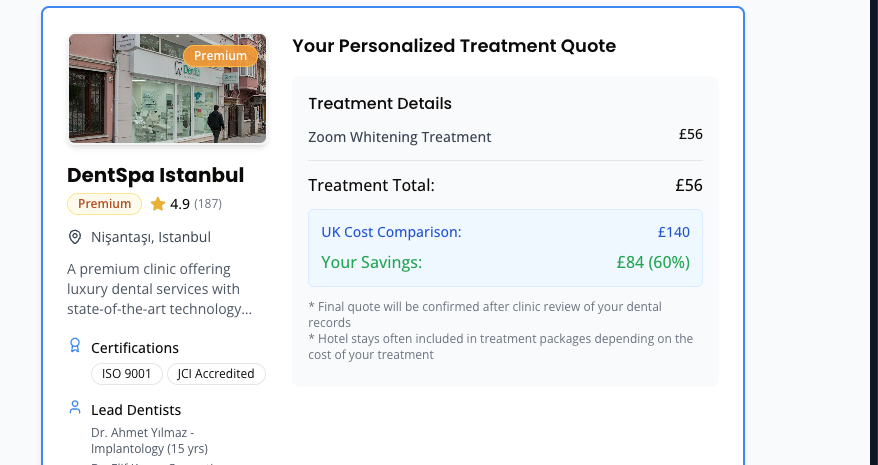 Premium
DentSpa Istanbul
Premium
4.9 (187)
Nişantaşı, Istanbul
A premium clinic offering
luxury dental services with
state-of-the-art technology...
Certifications
ISO 9001
JCI Accredited
Lead Dentists
Dr. Ahmet Yılmaz -
Implantology (15 yrs)
Your Personalized Treatment Quote
Treatment Details
Zoom Whitening Treatment £56
Treatment Total: £56
UK Cost Comparison: £140
Your Savings: £84 (60%)
* Final quote will be confirmed after clinic review of your dental
records
* Hotel stays often included in treatment packages depending on the
cost of your treatment